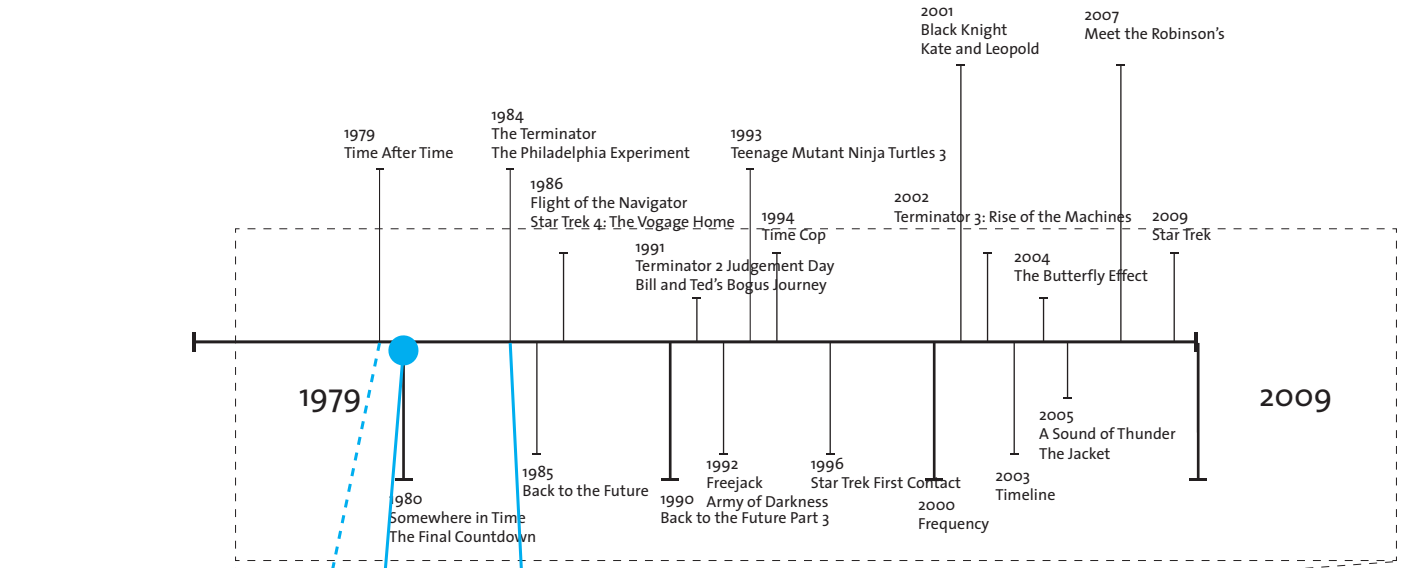 2001
Black Knight
Kate and Leopold
2007
Meet the Robinson's
1984
The Terminator
The Philadelphia Experiment
1979
Time After Time
1993
Teenage Mutant Ninja Turtles 3
1986
Flight of the Navigator
Star Trek 4: The Vogage Home
2002
Terminator 3: Rise of the Machines
1994
Time Cop
2009
Star Trek
1991
Terminator 2 Judgement Day
Bill and Ted's Bogus Journey
2004
The Butterfly Effect
1979
2009
2005
A Sound of Thunder
The Jacket
1985
Back to the Future
1992
Freejack
Army of Darkness
1996
Star Trek First Contact
2003
Timeline
1980
Somewhere in Time
The Final Countdown
1990
Back to the Future Part 3
2000
Frequency